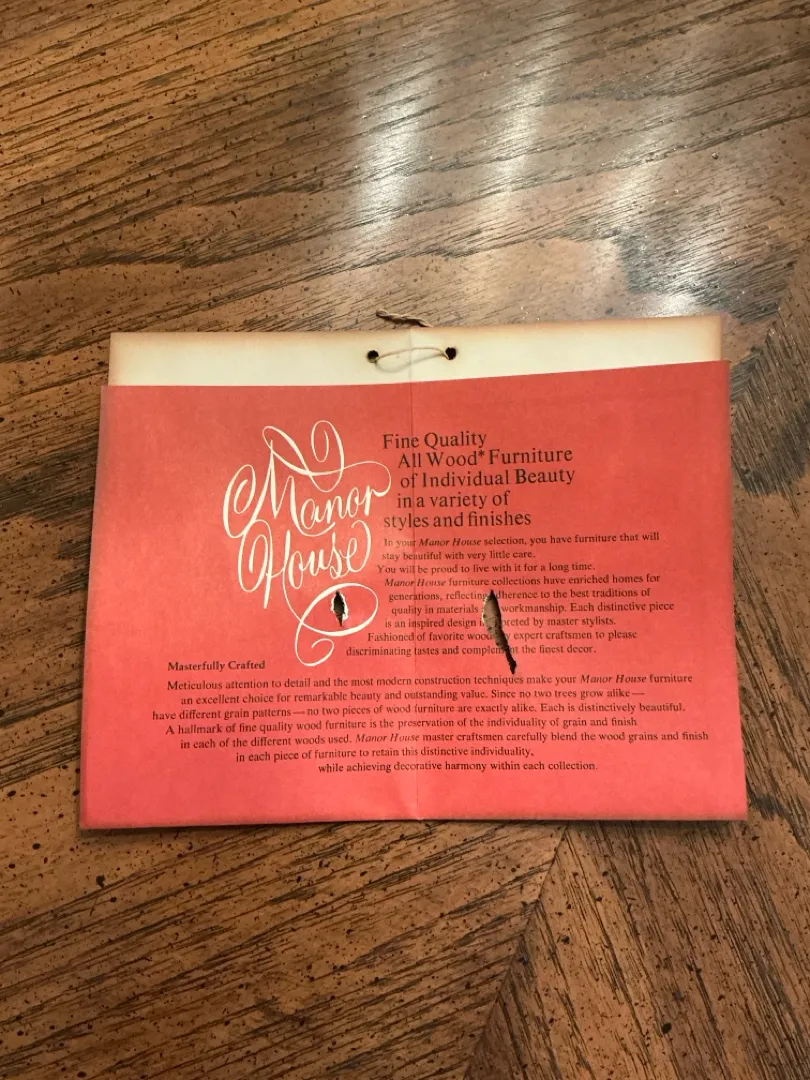 Manor
House
Fine Quality
All Wood* Furniture
of Individual Beauty
in a variety of
styles and finishes
In your Manor House selection, you have furniture that will
stay beautiful with very little care.
You will be proud to live with it for a long time.
Manor House furniture collections have enriched homes for
generations, reflecting dherence to the best traditions of
quality in materials workmanship. Each distinctive piece
is an inspired design preted by master stylists.
Fashioned of favorite wood y expert craftsmen to please
discriminating tastes and complem t the finest decor.
Masterfully Crafted
Meticulous attention to detail and the most modern construction techniques make your Manor House furniture
an excellent choice for remarkable beauty and outstanding value. Since no two trees grow alike—
have different grain patterns—no two pieces of wood furniture are exactly alike. Each is distinctively beautiful.
A hallmark of fine quality wood furniture is the preservation of the individuality of grain and finish
in each of the different woods used. Manor House master craftsmen carefully blend the wood grains and finish
in each piece of furniture to retain this distinctive individuality,
while achieving decorative harmony within each collection.